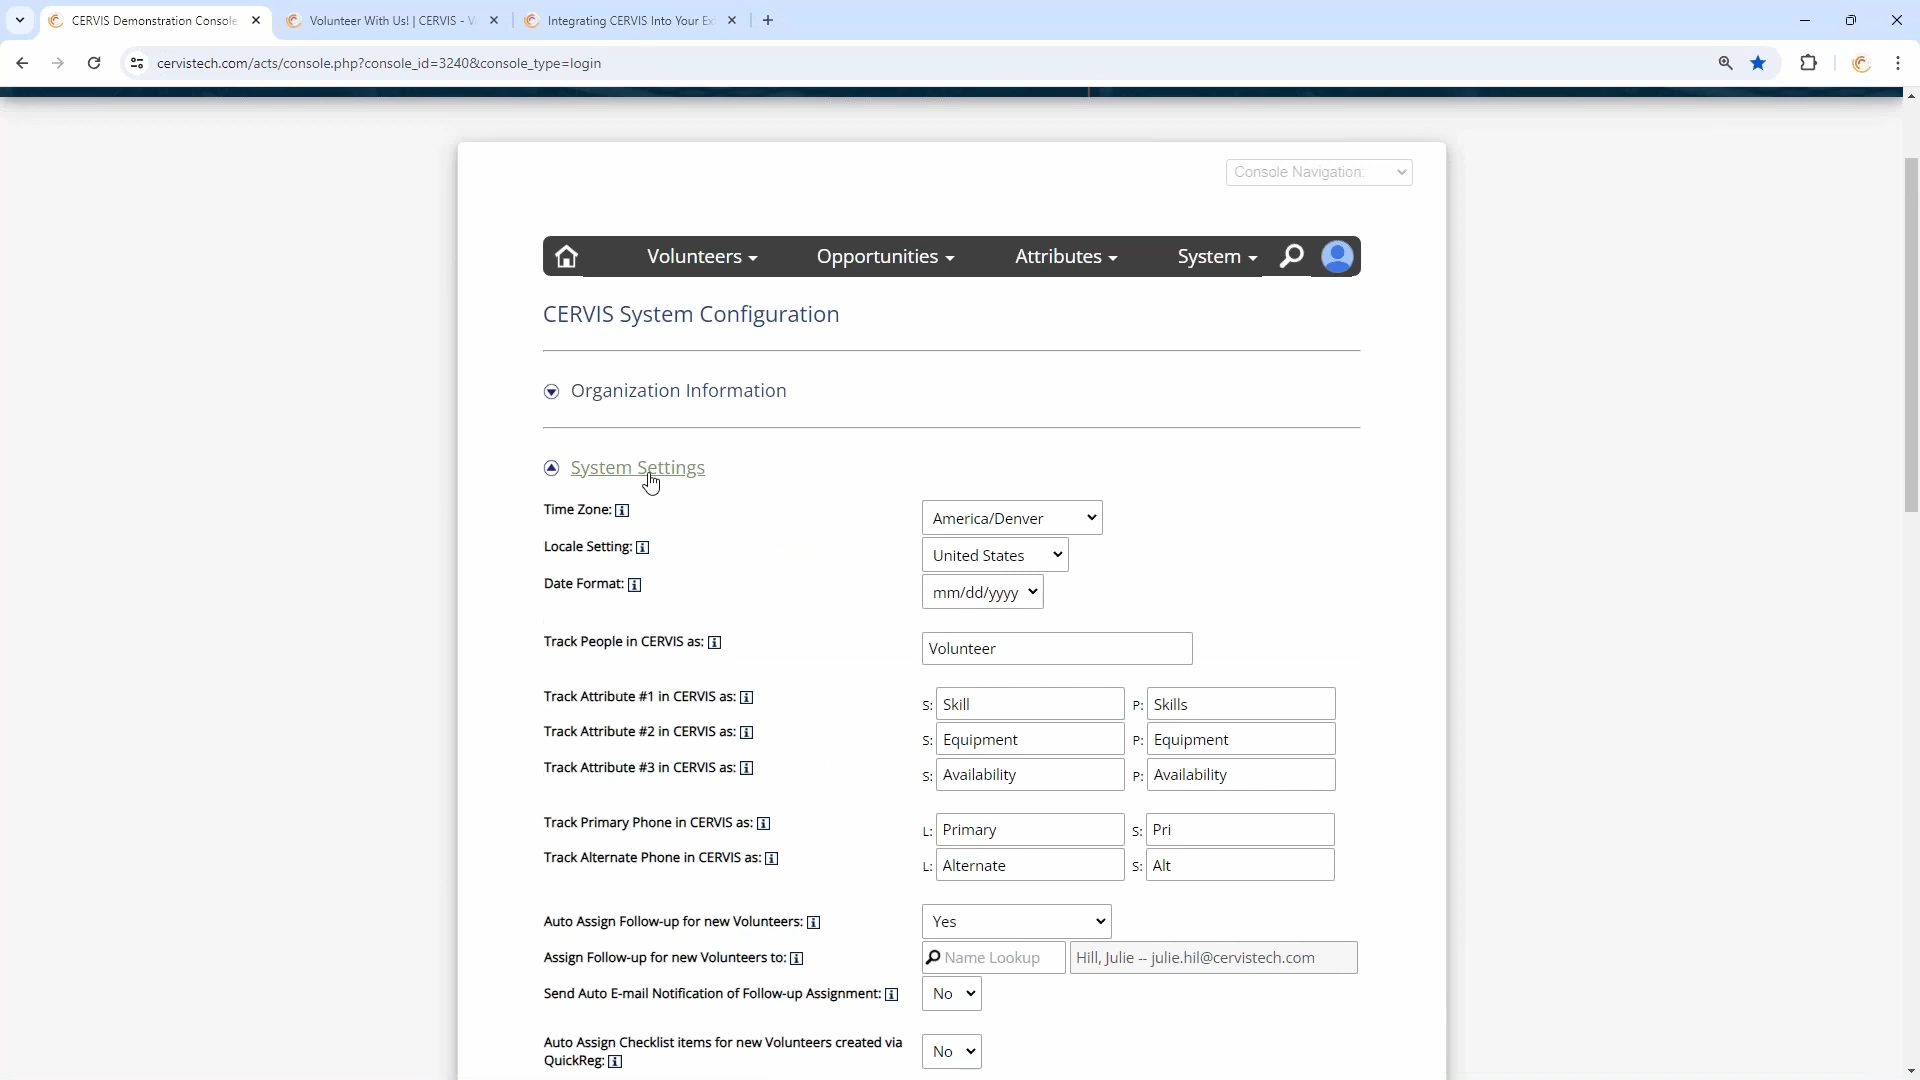 CERVIS Demonstration Console
Volunteer With Us! | CERVIS - V
Integrating CERVIS Into Your Ex
cervistech.com/acts/console.php?console_id=3240&console_type=login
Console Navigation:
Volunteers
Opportunities
Attributes
System
CERVIS System Configuration
Organization Information
System Settings
Time Zone: i America/Denver
Locale Setting: i United States
Date Format: i mm/dd/yyyy
Track People in CERVIS as: i Volunteer
Track Attribute #1 in CERVIS as: i S: Skill P: Skills
Track Attribute #2 in CERVIS as: i S: Equipment P: Equipment
Track Attribute #3 in CERVIS as: i S: Availability P: Availability
Track Primary Phone in CERVIS as: i L: Primary S: Pri
Track Alternate Phone in CERVIS as: i L: Alternate S: Alt
Auto Assign Follow-up for new Volunteers: i Yes
Assign Follow-up for new Volunteers to: i Name Lookup Hill, Julie -- julie.hil@cervistech.com
Send Auto E-mail Notification of Follow-up Assignment: i No
Auto Assign Checklist items for new Volunteers created via
QuickReg: i No